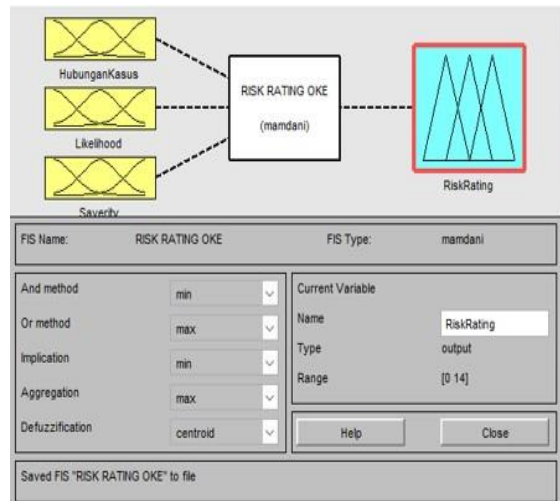 HubunganKasus
Likelihood
Saverity
RISK RATING OKE
(mamdani)
RiskRating
FIS Name: RISK RATING OKE FIS Type: mamdani
And method min
Or method max
Implication min
Aggregation max
Defuzzification centroid
Current Variable
Name RiskRating
Type output
Range [0 14]
Help Close
Saved FIS "RISK RATING OKE" to file